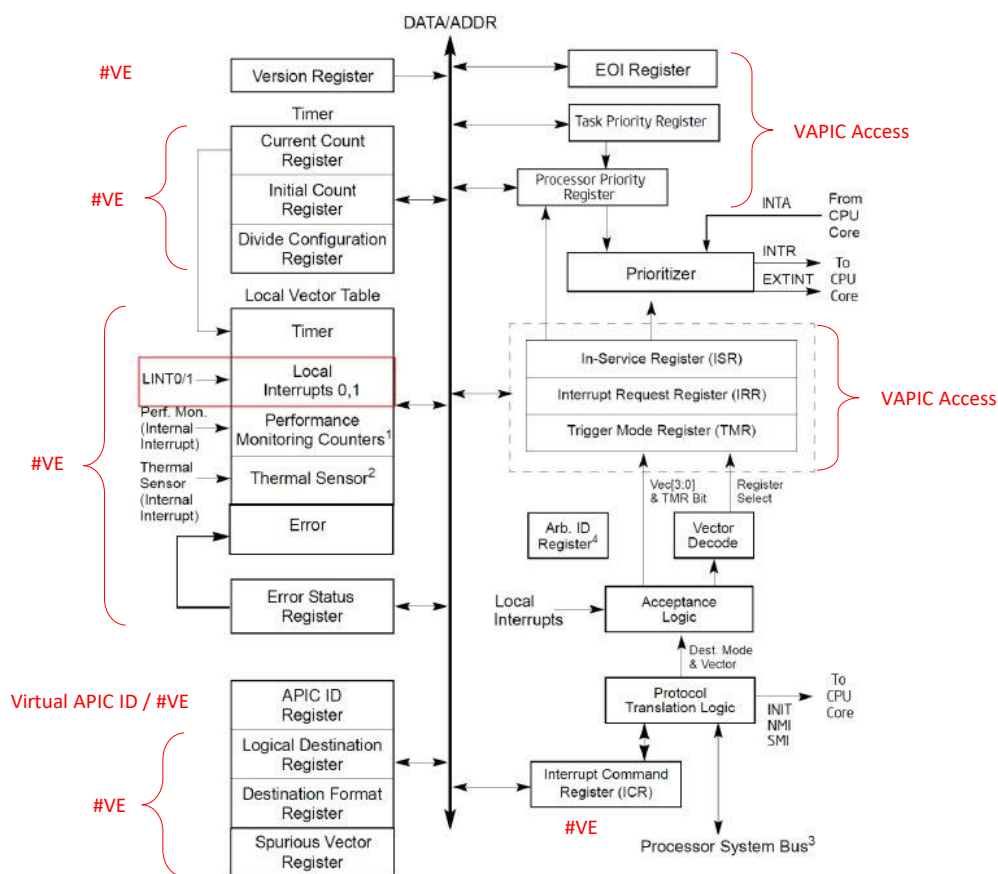 DATA/ADDR
#VE
Version Register
EOI Register
Timer
Task Priority Register
VAPIC Access
#VE
Current Count
Register
Initial Count
Register
Divide Configuration
Register
Processor Priority
Register
INTA
From
CPU
Core
Prioritizer
INTR
EXTINT
To
CPU
Core
Local Vector Table
#VE
Timer
LINT0/1
Local
Interrupts 0,1
Perf. Mon.
(Internal
Interrupt)
Performance
Monitoring Counters1
Thermal
Sensor
(Internal
Interrupt)
Thermal Sensor2
Error
Error Status
Register
In-Service Register (ISR)
Interrupt Request Register (IRR)
Trigger Mode Register (TMR)
VAPIC Access
Vec[3:0]
& TMR Bit
Register
Select
Arb. ID
Register4
Vector
Decode
Local
Interrupts
Acceptance
Logic
Dest. Mode
& Vector
Protocol
Translation Logic
To
CPU
Core
INIT
NMI
SMI
Virtual APIC ID / #VE
APIC ID
Register
#VE
Logical Destination
Register
Destination Format
Register
Spurious Vector
Register
Interrupt Command
Register (ICR)
#VE
Processor System Bus3